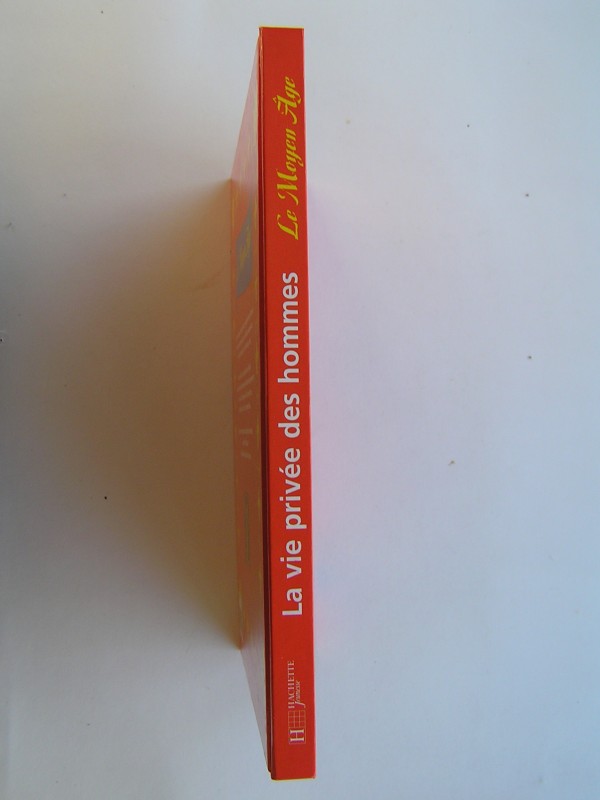 H HACHETTE
Jeunesse
La vie privée des hommes
Le Moyen Âge